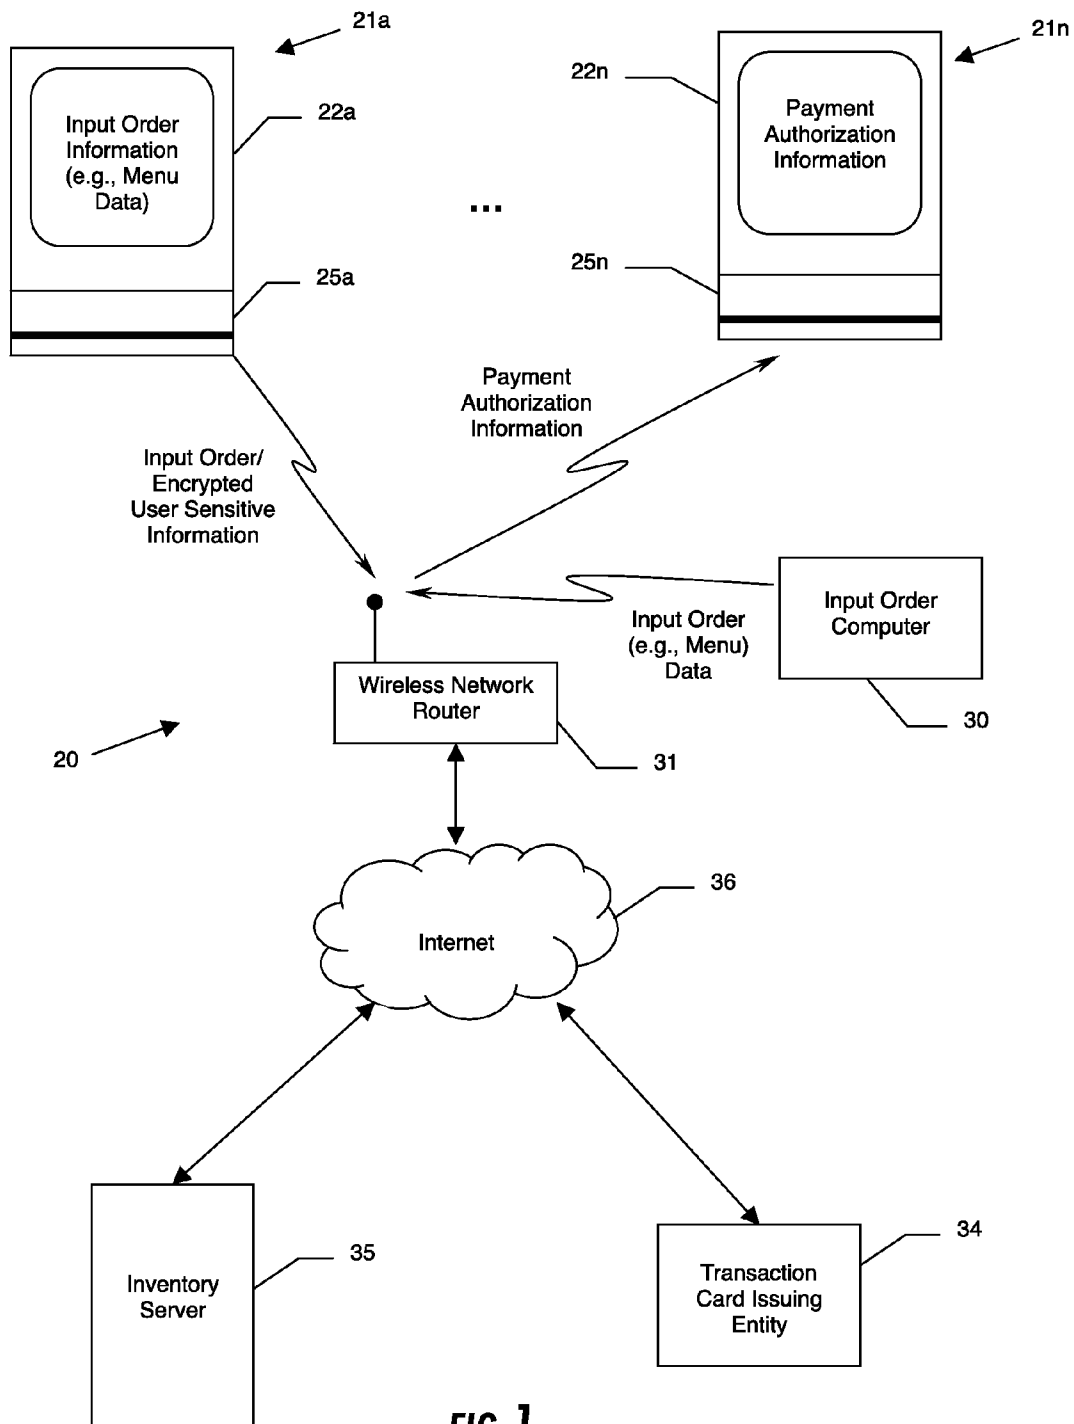 21a
21n
22n
22a
Input Order
Information
(e.g., Menu
Data)
Payment
Authorization
Information
...
25n
25a
Payment
Authorization
Information
Input Order/
Encrypted
User Sensitive
Information
Input Order
Computer
Input Order
(e.g., Menu)
Data
Wireless Network
Router
30
20
31
36
Internet
35
34
Inventory
Server
Transaction
Card Issuing
Entity
FIG. 1